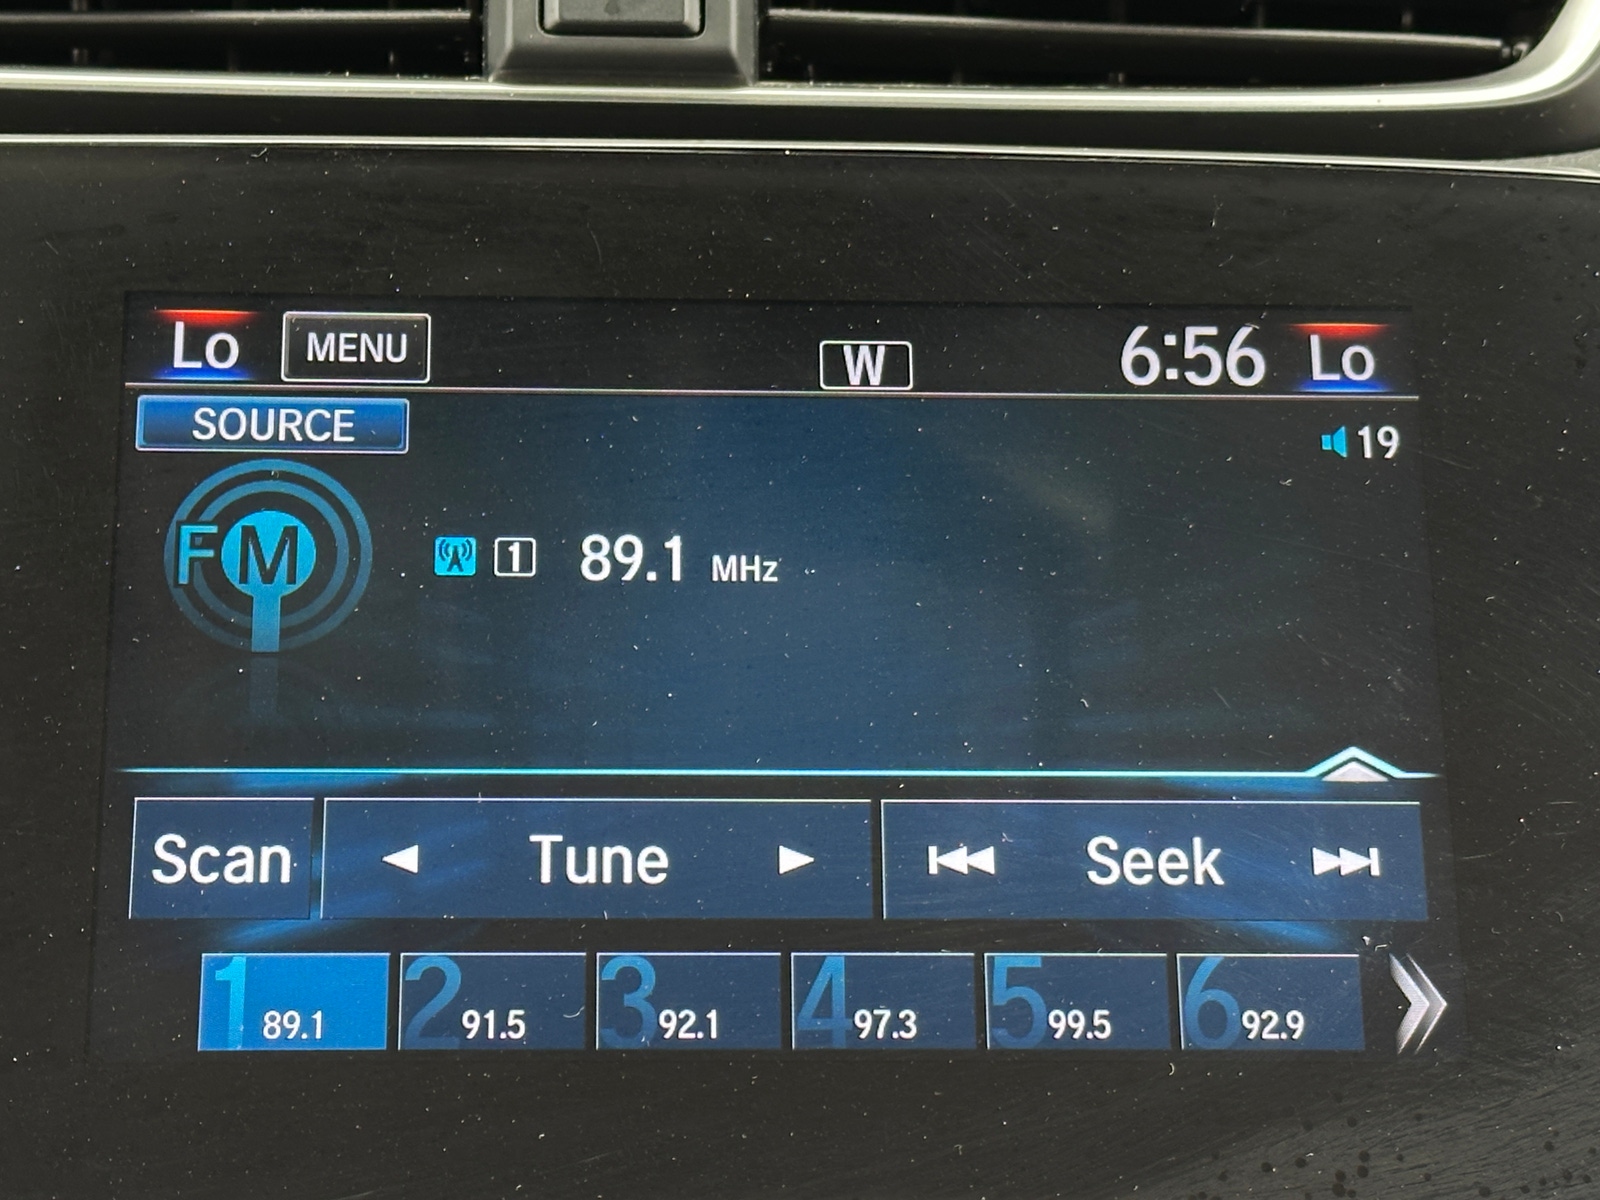 Lo MENU W 6:56 Lo
SOURCE
19
FM 1 89.1 MHz
Scan Tune Seek
1 89.1 2 91.5 3 92.1 4 97.3 5 99.5 6 92.9